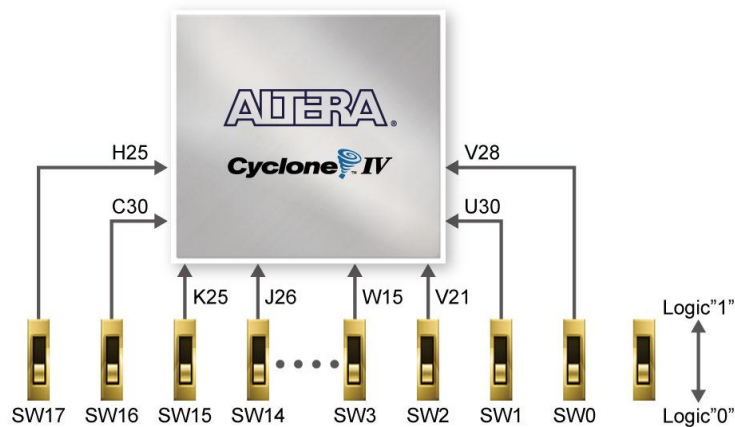 ALTERA®
Cyclone™ IV
H25
V28
C30
U30
K25
J26
W15
V21
Logic"1"
SW17
SW16
SW15
SW14
SW3
SW2
SW1
SW0
Logic"0"